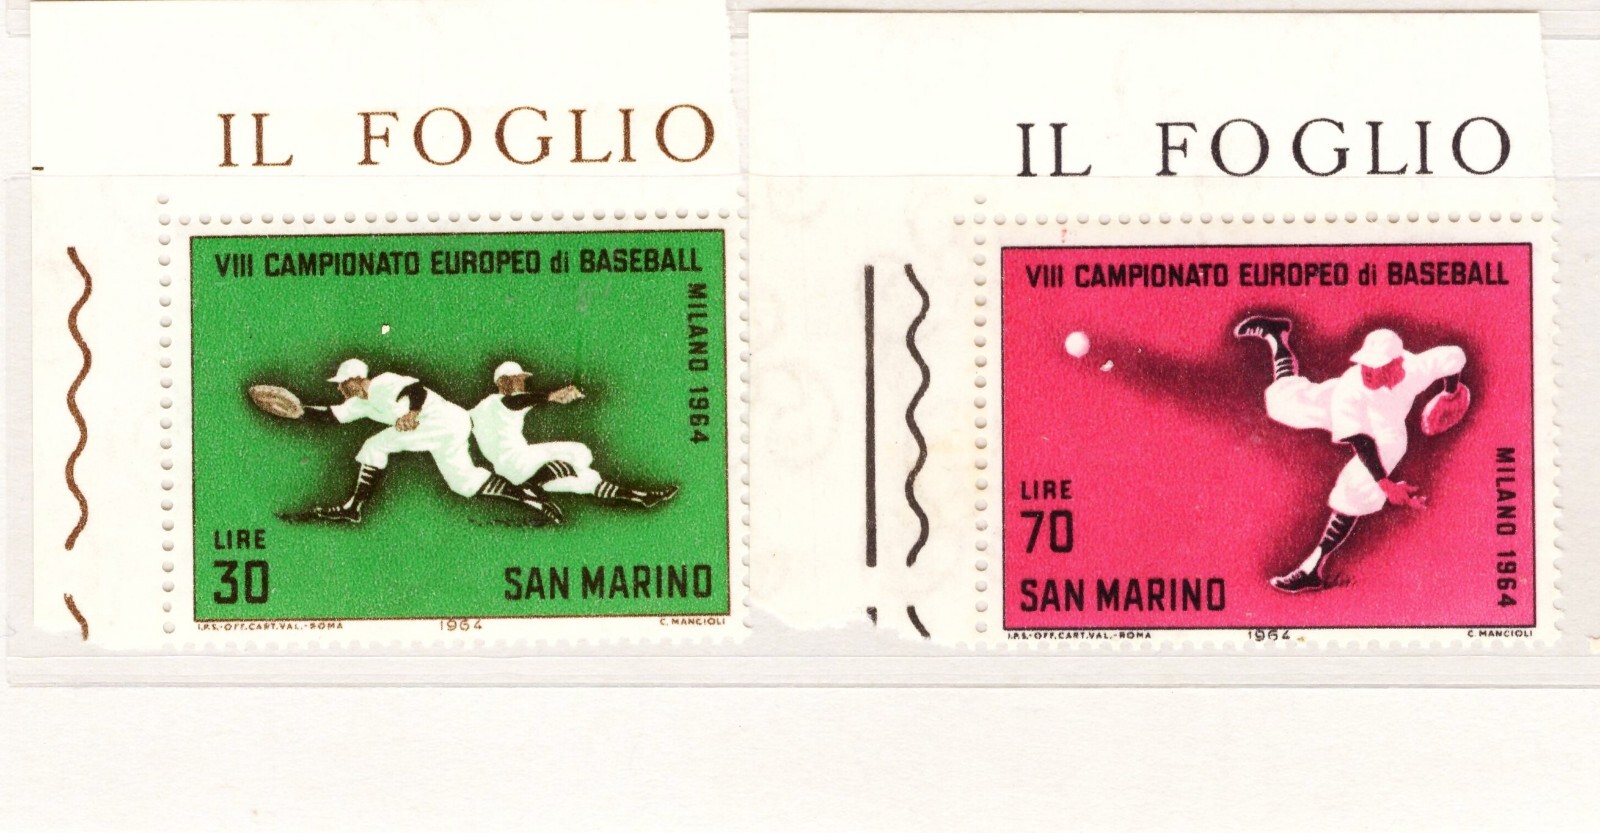 IL FOGLIO
VIII CAMPIONATO EUROPEO di BASEBALL
MILANO 1964
LIRE
30
SAN MARINO
I.P.S.-OFF.CART.VAL.-ROMA 1964 C. MANCIOLI
IL FOGLIO
VIII CAMPIONATO EUROPEO di BASEBALL
MILANO 1964
LIRE
70
SAN MARINO
I.P.S.-OFF.CART.VAL.-ROMA 1964 C. MANCIOLI